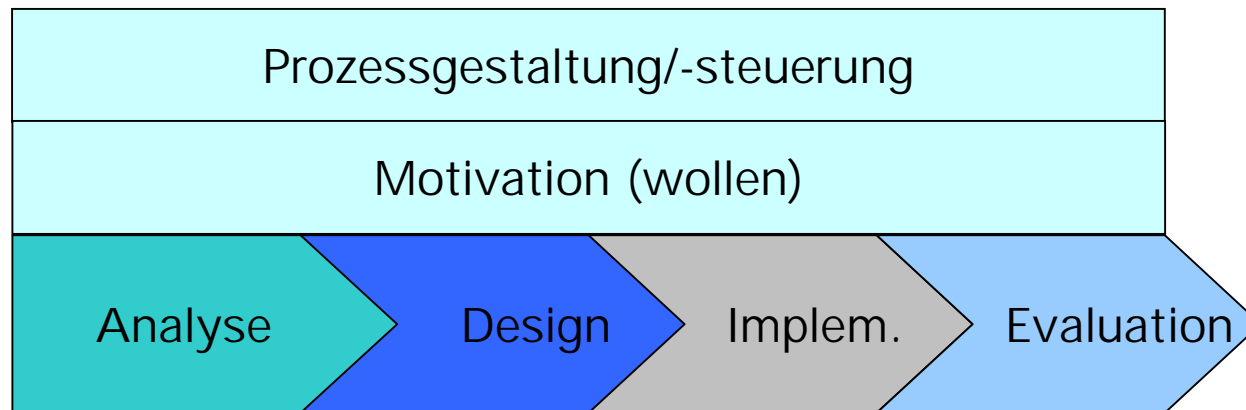 Prozessgestaltung/-steuerung
Motivation (wollen)
Analyse Design Implem. Evaluation